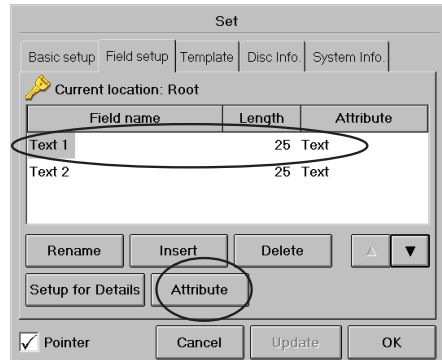 Set
Basic setup Field setup Template Disc Info. System Info.
Current location: Root
Field name Length Attribute
Text 1 25 Text
Text 2 25 Text
Rename Insert Delete
Setup for Details Attribute
Pointer Cancel Update OK